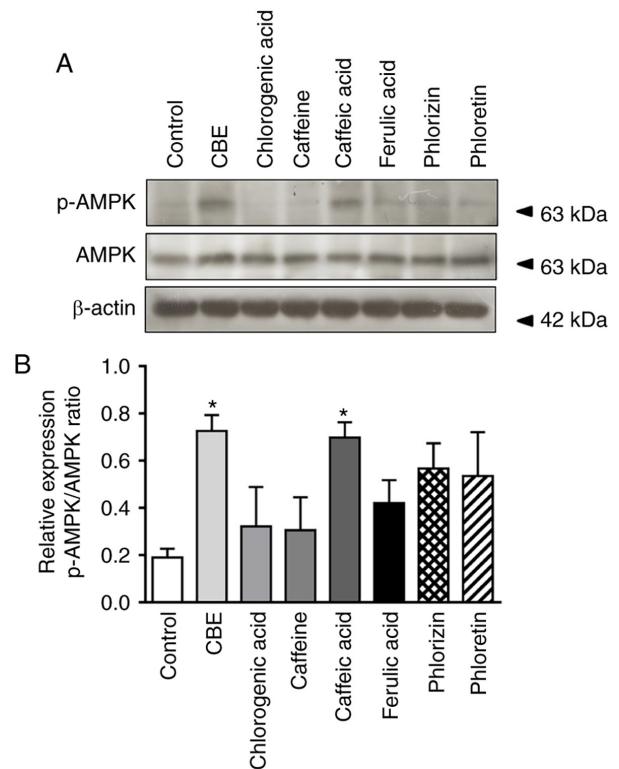 A
Control
CBE
Chlorogenic acid
Caffeine
Caffeic acid
Ferulic acid
Phlorizin
Phloretin
p-AMPK
63 kDa
AMPK
63 kDa
β-actin
42 kDa
B
Relative expression
p-AMPK/AMPK ratio
1.0
0.8
0.6
0.4
0.2
0.0
*
*
Control
CBE
Chlorogenic acid
Caffeine
Caffeic acid
Ferulic acid
Phlorizin
Phloretin